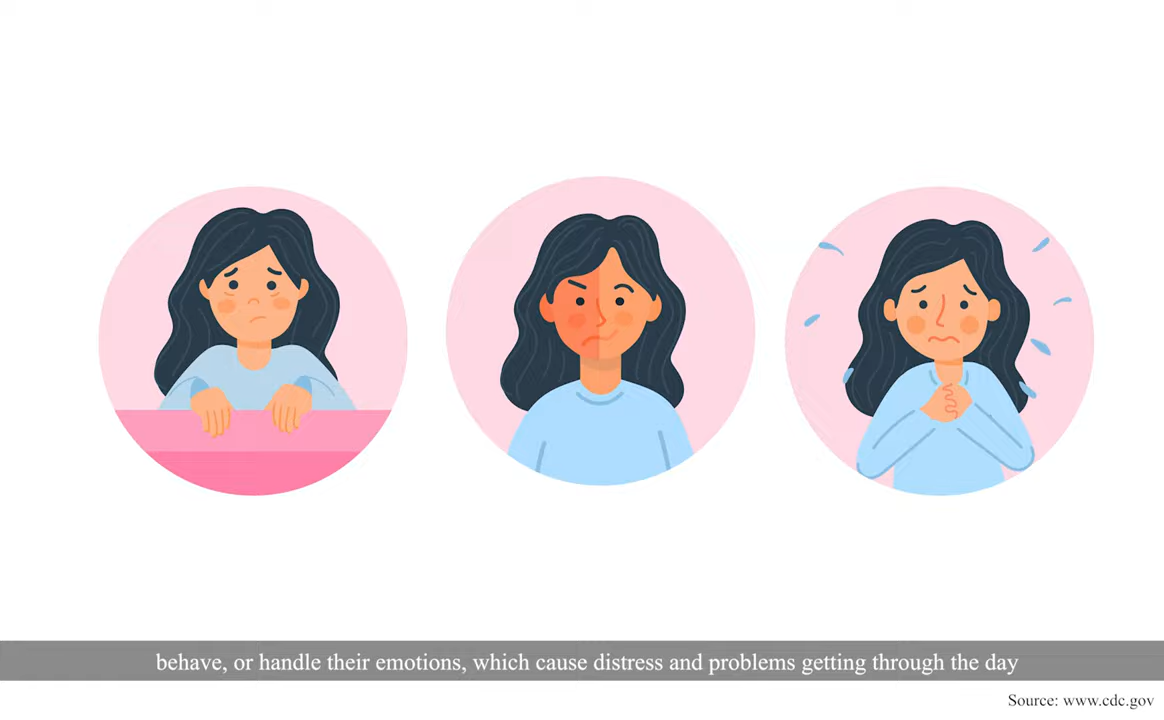 behave, or handle their emotions, which cause distress and problems getting through the day
Source: www.cdc.gov